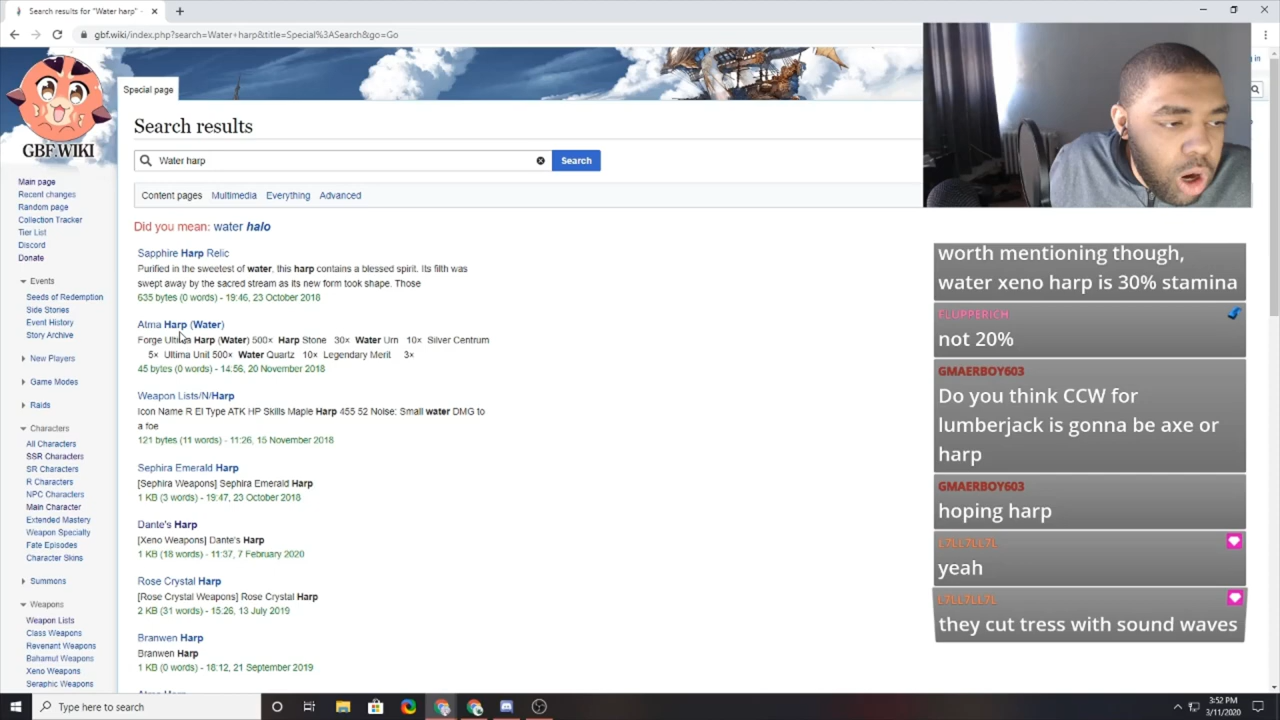 Search results for "Water harp" -
gbf.wiki/index.php?search=Water+harp&title=Special%3ASearch&go=Go
GBF.WIKI
Special page
Search results
Water harp
Search
Content pages Multimedia Everything Advanced
Did you mean: water halo
Sapphire Harp Relic
Purified in the sweetest of water, this harp contains a blessed spirit. Its filth was
swept away by the sacred stream as its new form took shape. Those
635 bytes (0 words) - 19:46, 23 October 2018
Atma Harp (Water)
Forge Ultima Harp (Water) 500× Harp Stone 30× Water Urn 10× Silver Centrum
5× Ultima Unit 500× Water Quartz 10× Legendary Merit 3×
45 bytes (0 words) - 14:56, 20 November 2018
Weapon Lists/N/Harp
Icon Name R El Type ATK HP Skills Maple Harp 455 52 Noise: Small water DMG to
a foe
121 bytes (11 words) - 11:26, 15 November 2018
Sephira Emerald Harp
[Sephira Weapons] Sephira Emerald Harp
1 KB (3 words) - 19:47, 23 October 2018
Dante's Harp
[Xeno Weapons] Dante's Harp
1 KB (18 words) - 11:37, 7 February 2020
Rose Crystal Harp
[Rose Crystal Weapons] Rose Crystal Harp
2 KB (31 words) - 15:26, 13 July 2019
Branwen Harp
Branwen Harp
1 KB (0 words) - 18:12, 21 September 2019
Main page
Recent changes
Random page
Collection Tracker
Tier List
Discord
Donate
Events
Seeds of Redemption
Side Stories
Event History
Story Archive
New Players
Game Modes
Raids
Characters
All Characters
SSR Characters
SR Characters
R Characters
NPC Characters
Main Character
Extended Mastery
Weapon Specialty
Fate Episodes
Character Skins
Summons
Weapons
Weapon Lists
Class Weapons
Revenant Weapons
Bahamut Weapons
Xeno Weapons
Seraphic Weapons
worth mentioning though,
water xeno harp is 30% stamina
FLUPPERICH
not 20%
GMAERBOY603
Do you think CCW for
lumberjack is gonna be axe or
harp
GMAERBOY603
hoping harp
L7LL7LL7L
yeah
L7LL7LL7L
they cut tress with sound waves
Type here to search
3:52 PM
3/11/2020